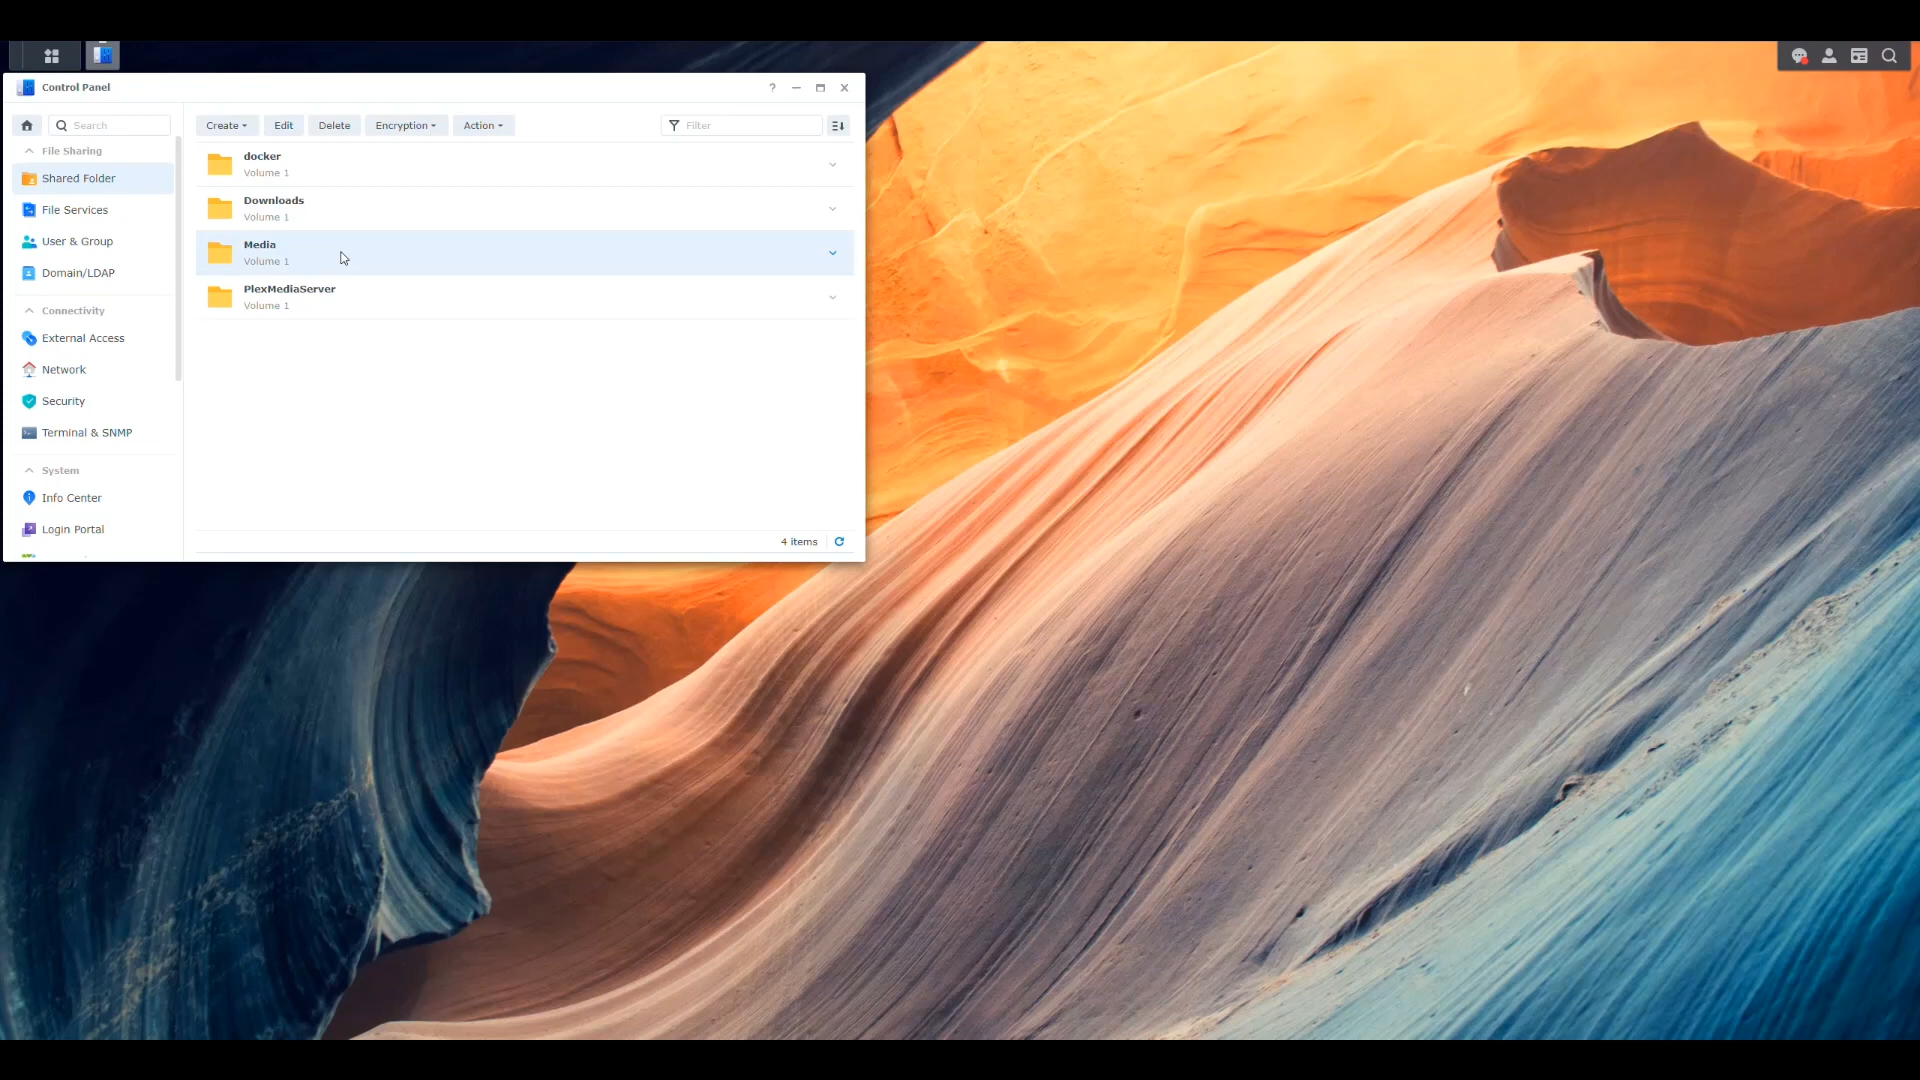 Control Panel
?
Search
Create
Edit
Delete
Encryption
Action
Filter
File Sharing
Shared Folder
File Services
User & Group
Domain/LDAP
Connectivity
External Access
Network
Security
Terminal & SNMP
System
Info Center
Login Portal
docker
Volume 1
Downloads
Volume 1
Media
Volume 1
PlexMediaServer
Volume 1
4 items